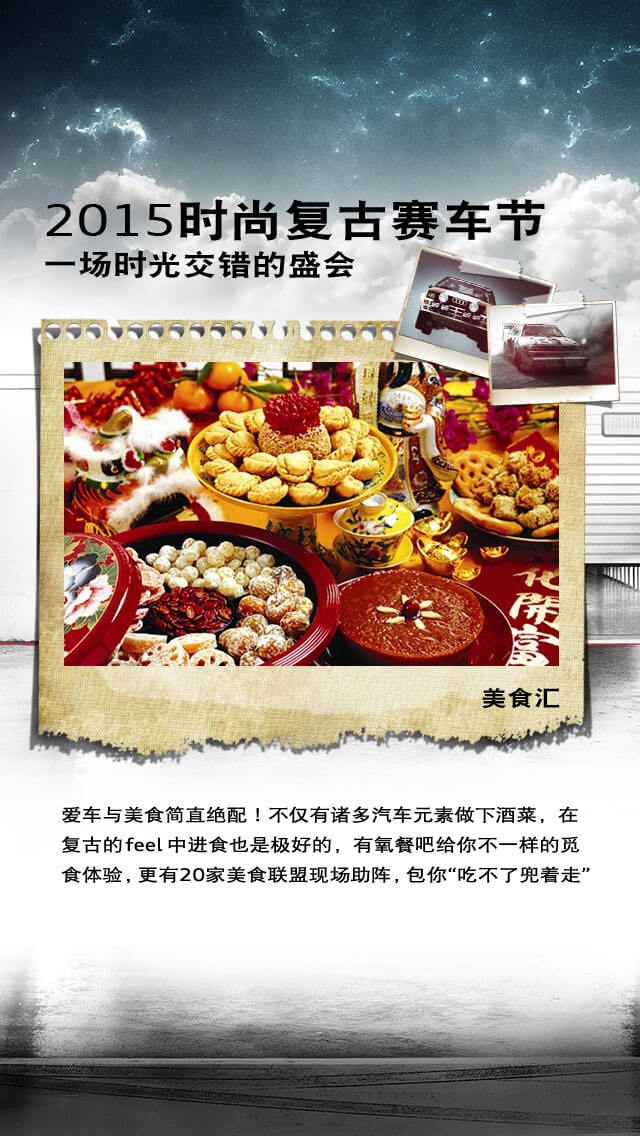 2015时尚复古赛车节
一场时光交错的盛会
花開富
美食汇
爱车与美食简直绝配！不仅有诸多汽车元素做下酒菜，在
复古的feel中进食也是极好的，有氧餐吧给你不一样的觅
食体验，更有20家美食联盟现场助阵，包你“吃不了兜着走”